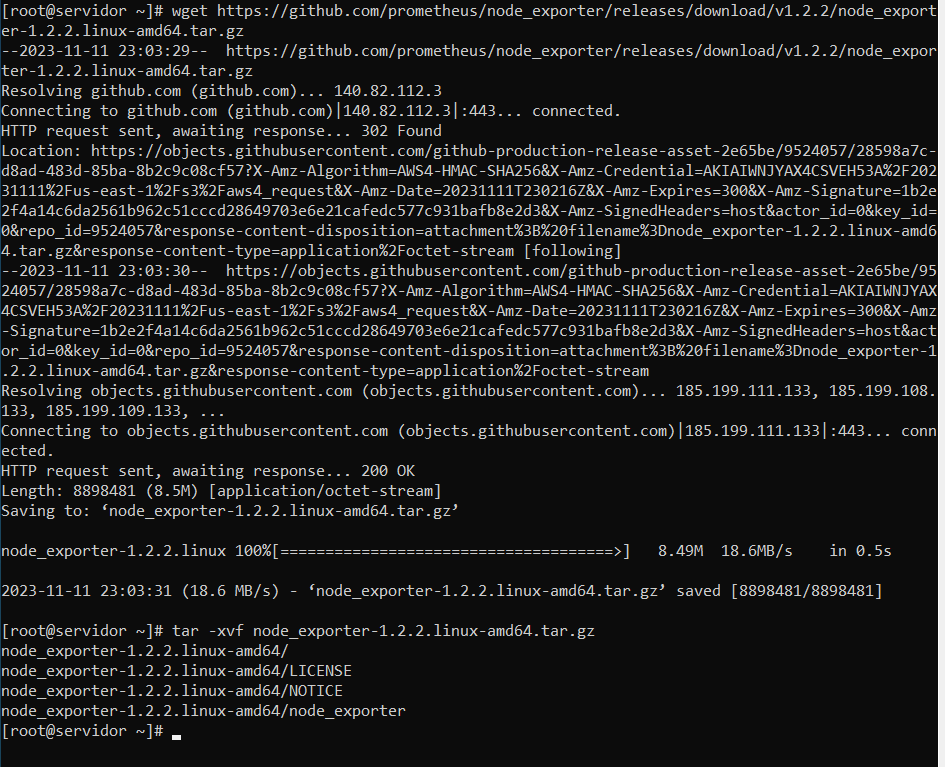 [root@servidor ~]# wget https://github.com/prometheus/node_exporter/releases/download/v1.2.2/node_export
er-1.2.2.linux-amd64.tar.gz
--2023-11-11 23:03:29--  https://github.com/prometheus/node_exporter/releases/download/v1.2.2/node_expor
ter-1.2.2.linux-amd64.tar.gz
Resolving github.com (github.com)... 140.82.112.3
Connecting to github.com (github.com)|140.82.112.3|:443... connected.
HTTP request sent, awaiting response... 302 Found
Location: https://objects.githubusercontent.com/github-production-release-asset-2e65be/9524057/28598a7c-
d8ad-483d-85ba-8b2c9c08cf57?X-Amz-Algorithm=AWS4-HMAC-SHA256&X-Amz-Credential=AKIAIWNJYAX4CSVEH53A%2F202
31111%2Fus-east-1%2Fs3%2Faws4_request&X-Amz-Date=20231111T230216Z&X-Amz-Expires=300&X-Amz-Signature=1b2e
2f4a14c6da2561b962c51cccd28649703e6e21cafedc577c931bafb8e2d3&X-Amz-SignedHeaders=host&actor_id=0&key_id=
0&repo_id=9524057&response-content-disposition=attachment%3B%20filename%3Dnode_exporter-1.2.2.linux-amd6
4.tar.gz&response-content-type=application%2Foctet-stream [following]
--2023-11-11 23:03:30--  https://objects.githubusercontent.com/github-production-release-asset-2e65be/95
24057/28598a7c-d8ad-483d-85ba-8b2c9c08cf57?X-Amz-Algorithm=AWS4-HMAC-SHA256&X-Amz-Credential=AKIAIWNJYAX
4CSVEH53A%2F20231111%2Fus-east-1%2Fs3%2Faws4_request&X-Amz-Date=20231111T230216Z&X-Amz-Expires=300&X-Amz
-Signature=1b2e2f4a14c6da2561b962c51cccd28649703e6e21cafedc577c931bafb8e2d3&X-Amz-SignedHeaders=host&act
or_id=0&key_id=0&repo_id=9524057&response-content-disposition=attachment%3B%20filename%3Dnode_exporter-1
.2.2.linux-amd64.tar.gz&response-content-type=application%2Foctet-stream
Resolving objects.githubusercontent.com (objects.githubusercontent.com)... 185.199.111.133, 185.199.108.
133, 185.199.109.133, ...
Connecting to objects.githubusercontent.com (objects.githubusercontent.com)|185.199.111.133|:443... conn
ected.
HTTP request sent, awaiting response... 200 OK
Length: 8898481 (8.5M) [application/octet-stream]
Saving to: ‘node_exporter-1.2.2.linux-amd64.tar.gz’
node_exporter-1.2.2.linux 100%[=====================================>]   8.49M  18.6MB/s    in 0.5s
2023-11-11 23:03:31 (18.6 MB/s) - ‘node_exporter-1.2.2.linux-amd64.tar.gz’ saved [8898481/8898481]
[root@servidor ~]# tar -xvf node_exporter-1.2.2.linux-amd64.tar.gz
node_exporter-1.2.2.linux-amd64/
node_exporter-1.2.2.linux-amd64/LICENSE
node_exporter-1.2.2.linux-amd64/NOTICE
node_exporter-1.2.2.linux-amd64/node_exporter
[root@servidor ~]#